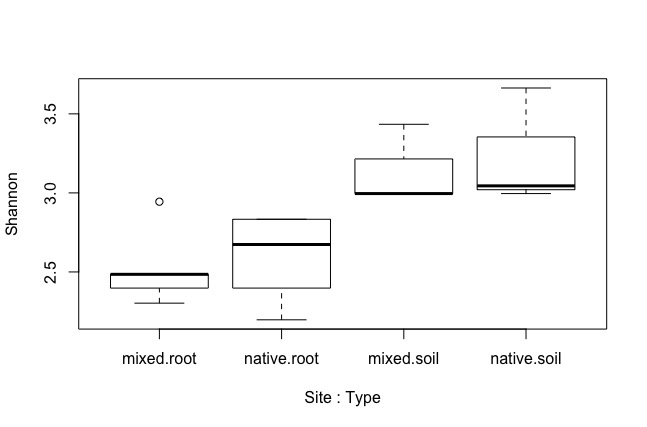 Shannon
3.5
3.0
2.5
mixed.root native.root mixed.soil native.soil
Site : Type